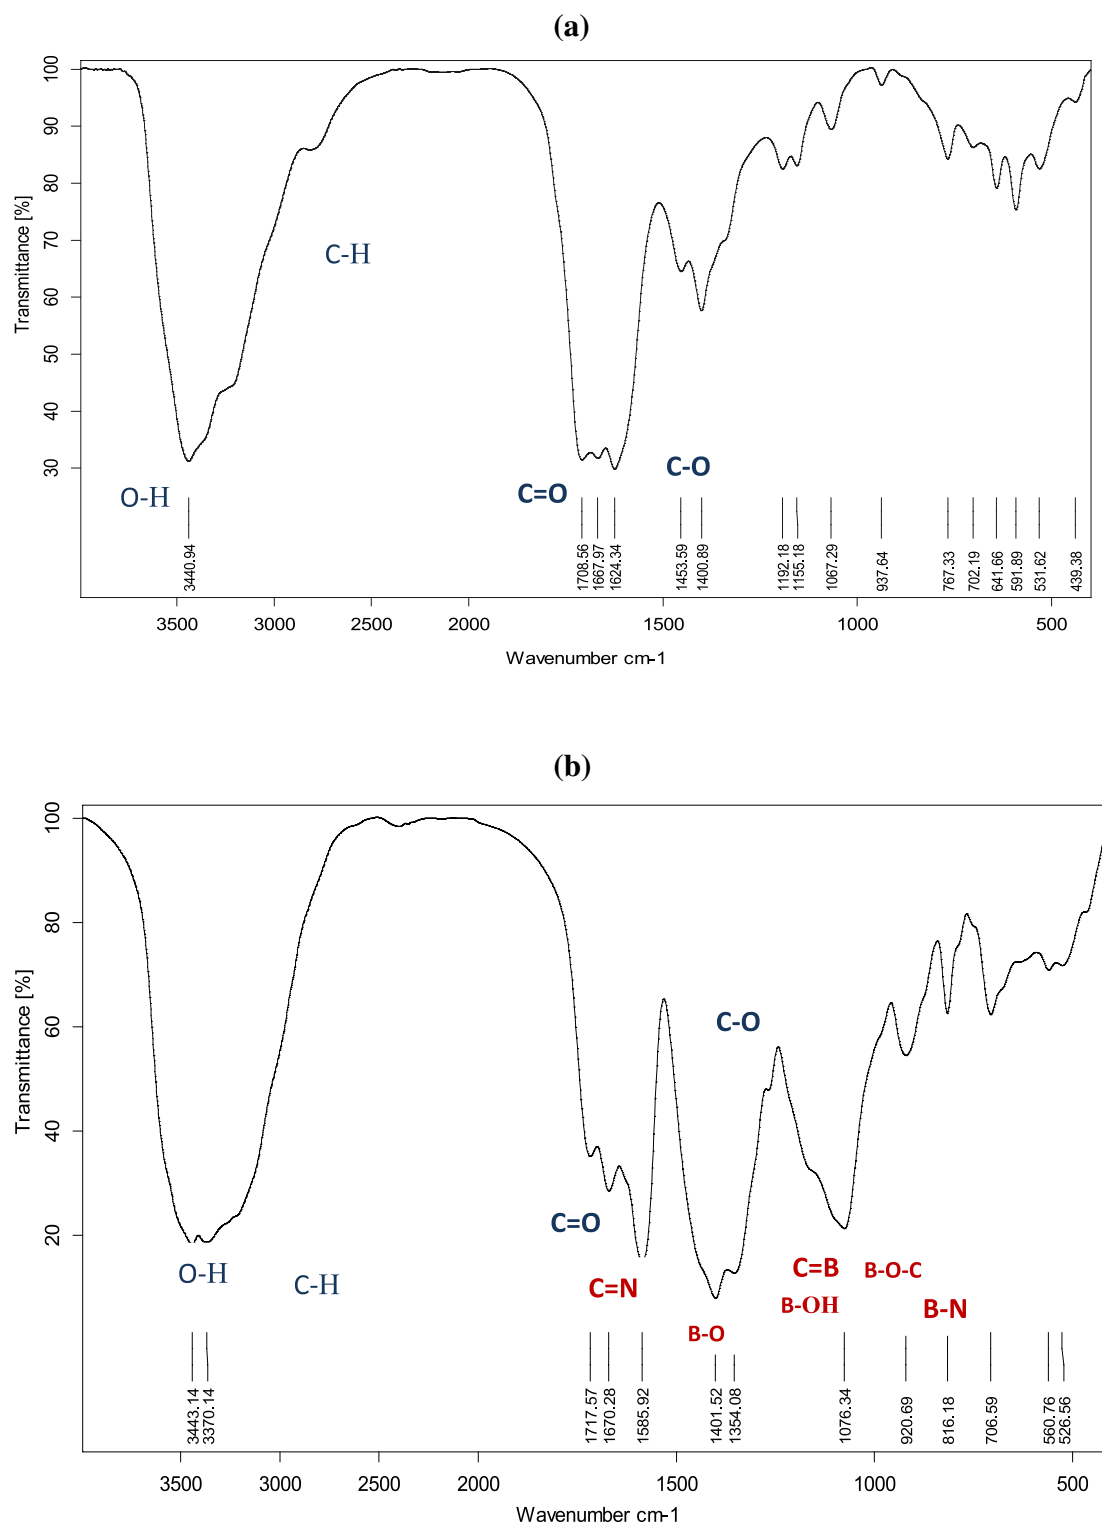 (a)
100
90
80
70
60
50
40
30
Transmittance [%]
C-H
O-H
C=O
C-O
3440.94
1708.56
1667.97
1624.34
1453.59
1400.89
1192.18
1155.18
1067.29
937.64
767.33
702.19
641.66
591.89
531.62
439.38
3500 3000 2500 2000 1500 1000 500
Wavenumber cm-1
(b)
100
80
60
40
20
Transmittance [%]
C-O
C=O
O-H
C-H
C=N
C=B B-O-C
B-OH
B-N
B-O
3443.14
3370.14
1717.57
1670.28
1585.92
1401.52
1354.08
1076.34
920.69
816.18
706.59
560.76
526.56
3500 3000 2500 2000 1500 1000 500
Wavenumber cm-1